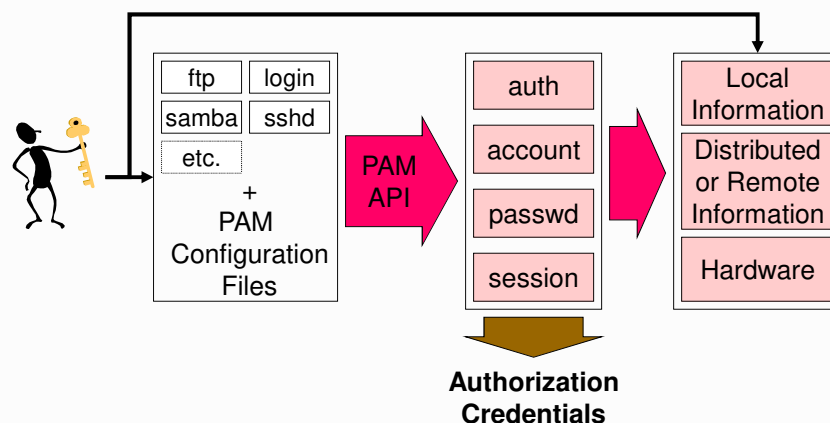 ftp
login
samba
sshd
etc.
+
PAM
Configuration
Files
PAM
API
auth
account
passwd
session
Authorization
Credentials
Local
Information
Distributed
or Remote
Information
Hardware